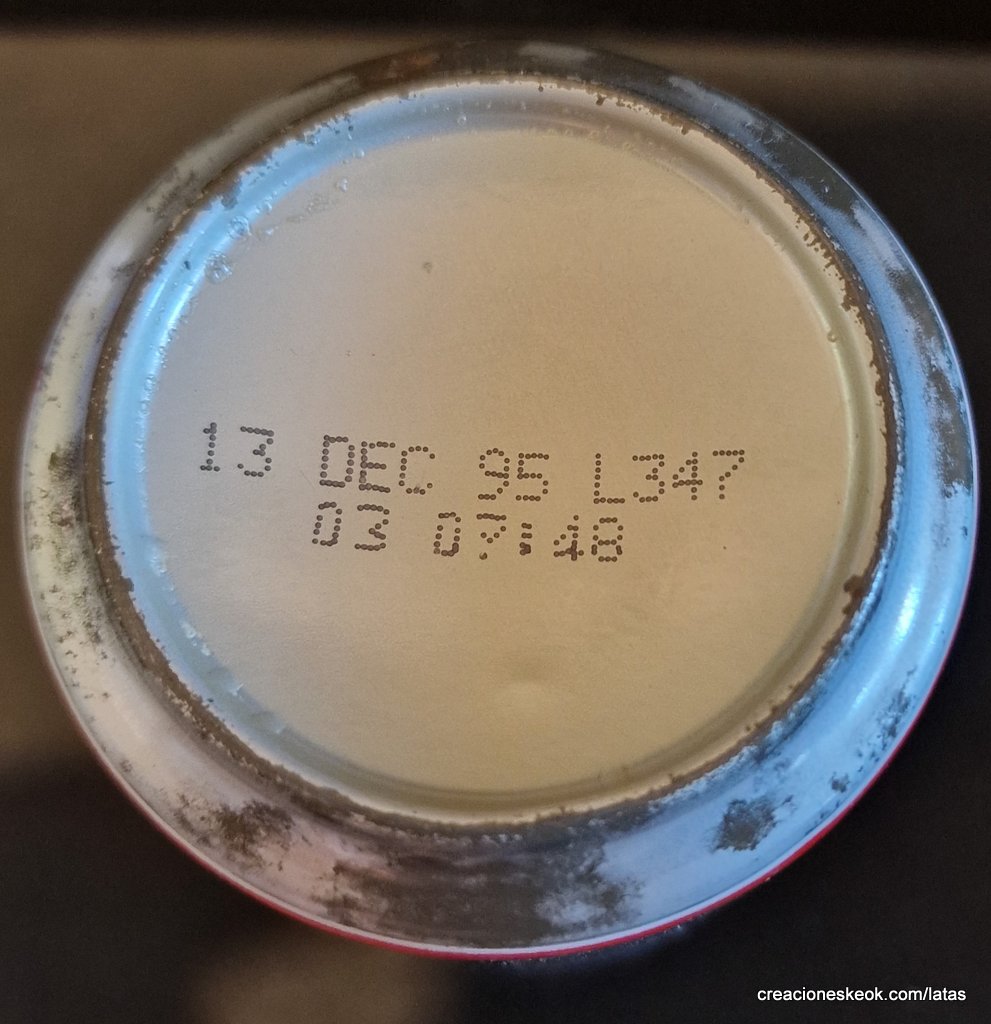 13 DEC 95 L347
03 07:48
creacioneskeok.com/latas